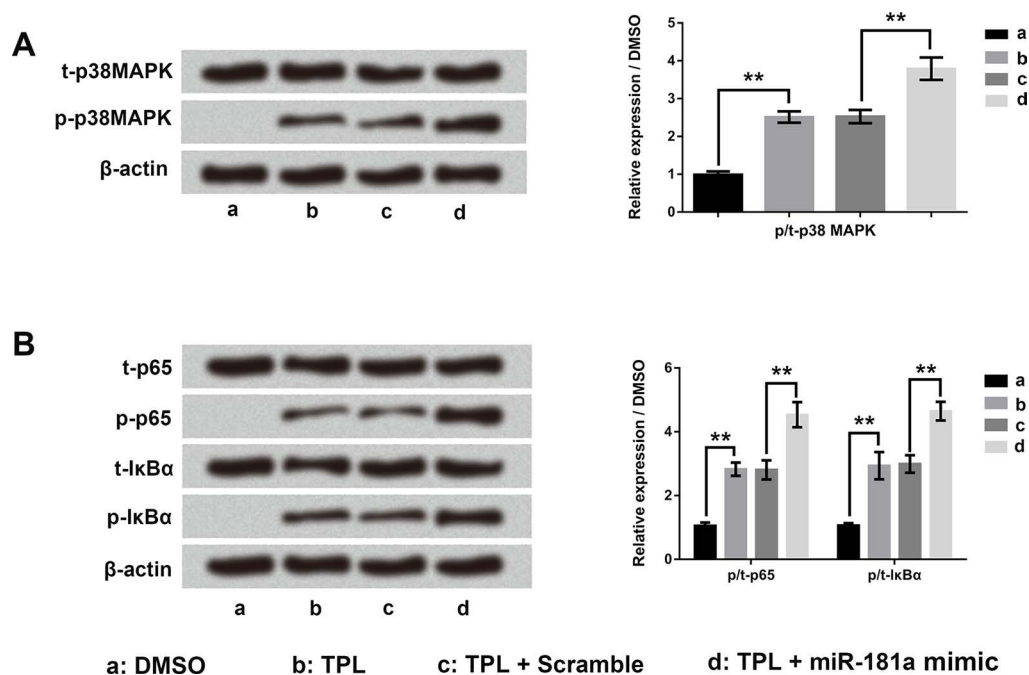 A
t-p38MAPK
p-p38MAPK
β-actin
a b c d
Relative expression / DMSO
5
4
3
2
1
0
**
**
p/t-p38 MAPK
a
b
c
d
B
t-p65
p-p65
t-IκBα
p-IκBα
β-actin
a b c d
Relative expression / DMSO
6
4
2
0
** ** ** **
p/t-p65 p/t-IκBα
a
b
c
d
a: DMSO b: TPL c: TPL + Scramble d: TPL + miR-181a mimic